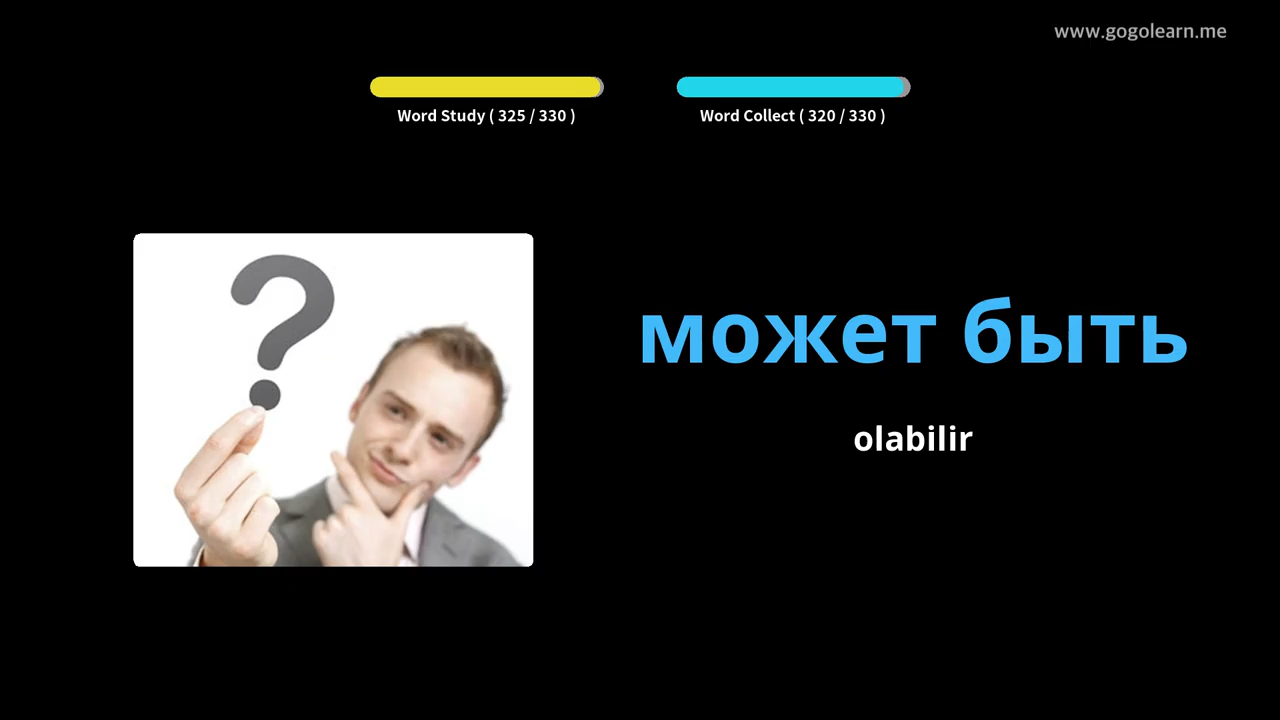 www.gogolearn.me
Word Study ( 325 / 330 )
Word Collect ( 320 / 330 )
?
может быть
olabilir